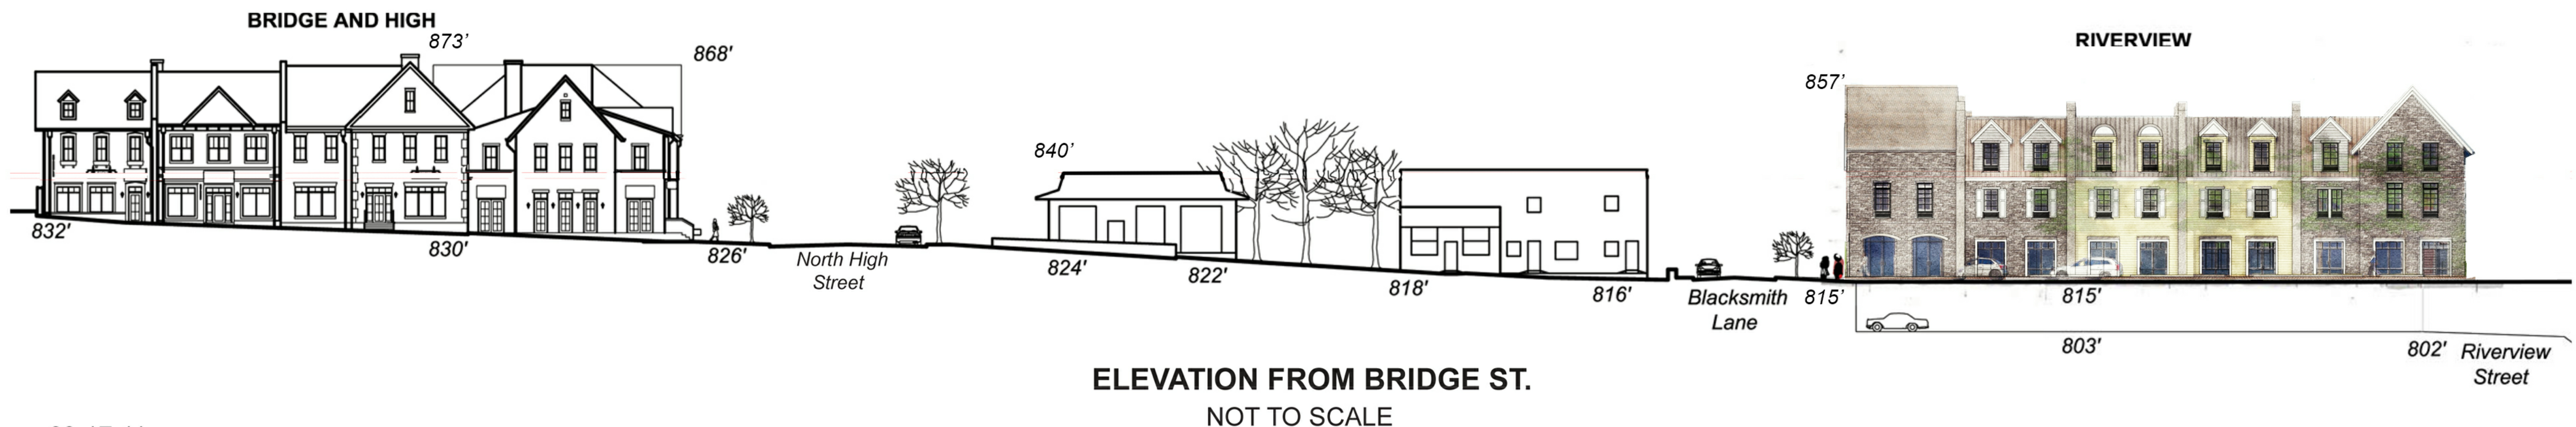 BRIDGE AND HIGH
873’
868'
RIVERVIEW
857’
840’
832'
830'
826'
North High
Street
824'
822'
818'
816'
Blacksmith
Lane
815’
815'
803'
802'
Riverview
Street
ELEVATION FROM BRIDGE ST.
NOT TO SCALE